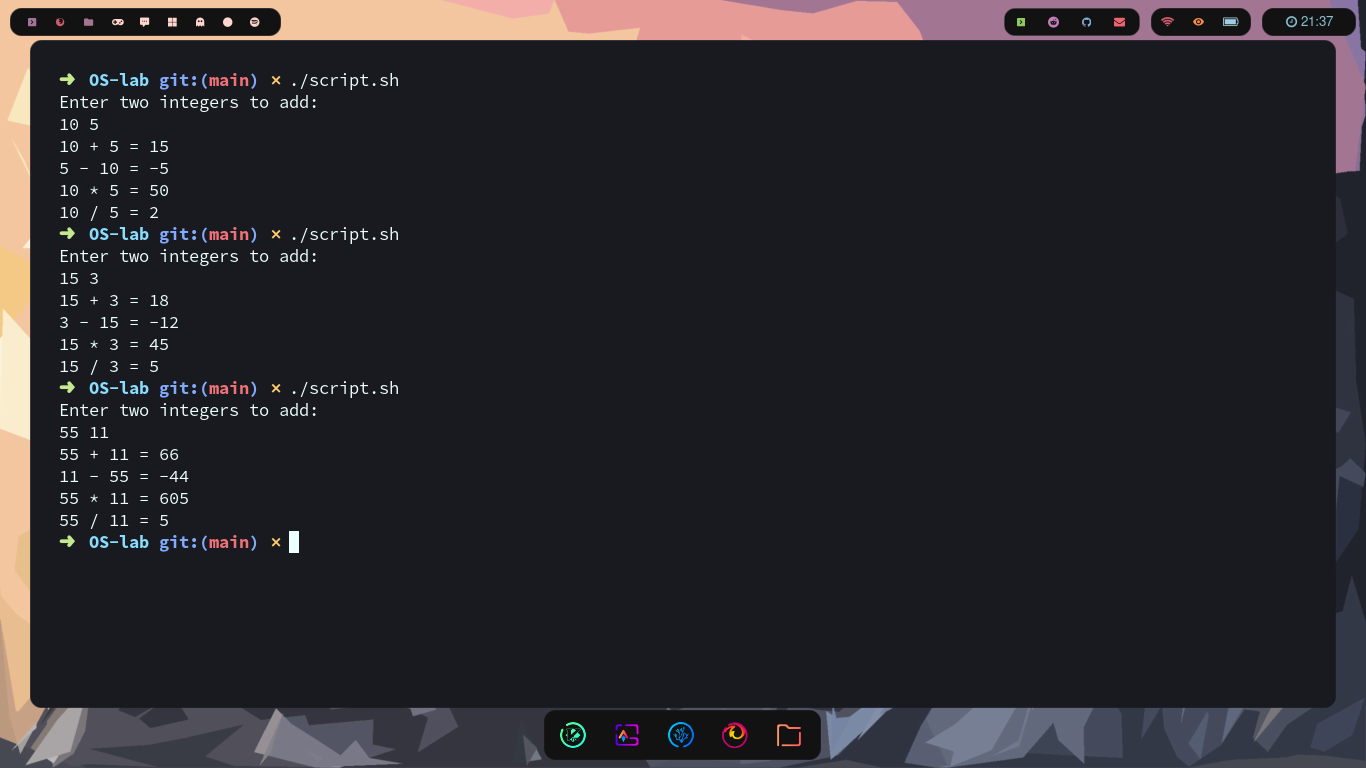 21:37
➜ OS-lab git:(main) × ./script.sh
Enter two integers to add:
10 5
10 + 5 = 15
5 - 10 = -5
10 * 5 = 50
10 / 5 = 2
➜ OS-lab git:(main) × ./script.sh
Enter two integers to add:
15 3
15 + 3 = 18
3 - 15 = -12
15 * 3 = 45
15 / 3 = 5
➜ OS-lab git:(main) × ./script.sh
Enter two integers to add:
55 11
55 + 11 = 66
11 - 55 = -44
55 * 11 = 605
55 / 11 = 5
➜ OS-lab git:(main) ×